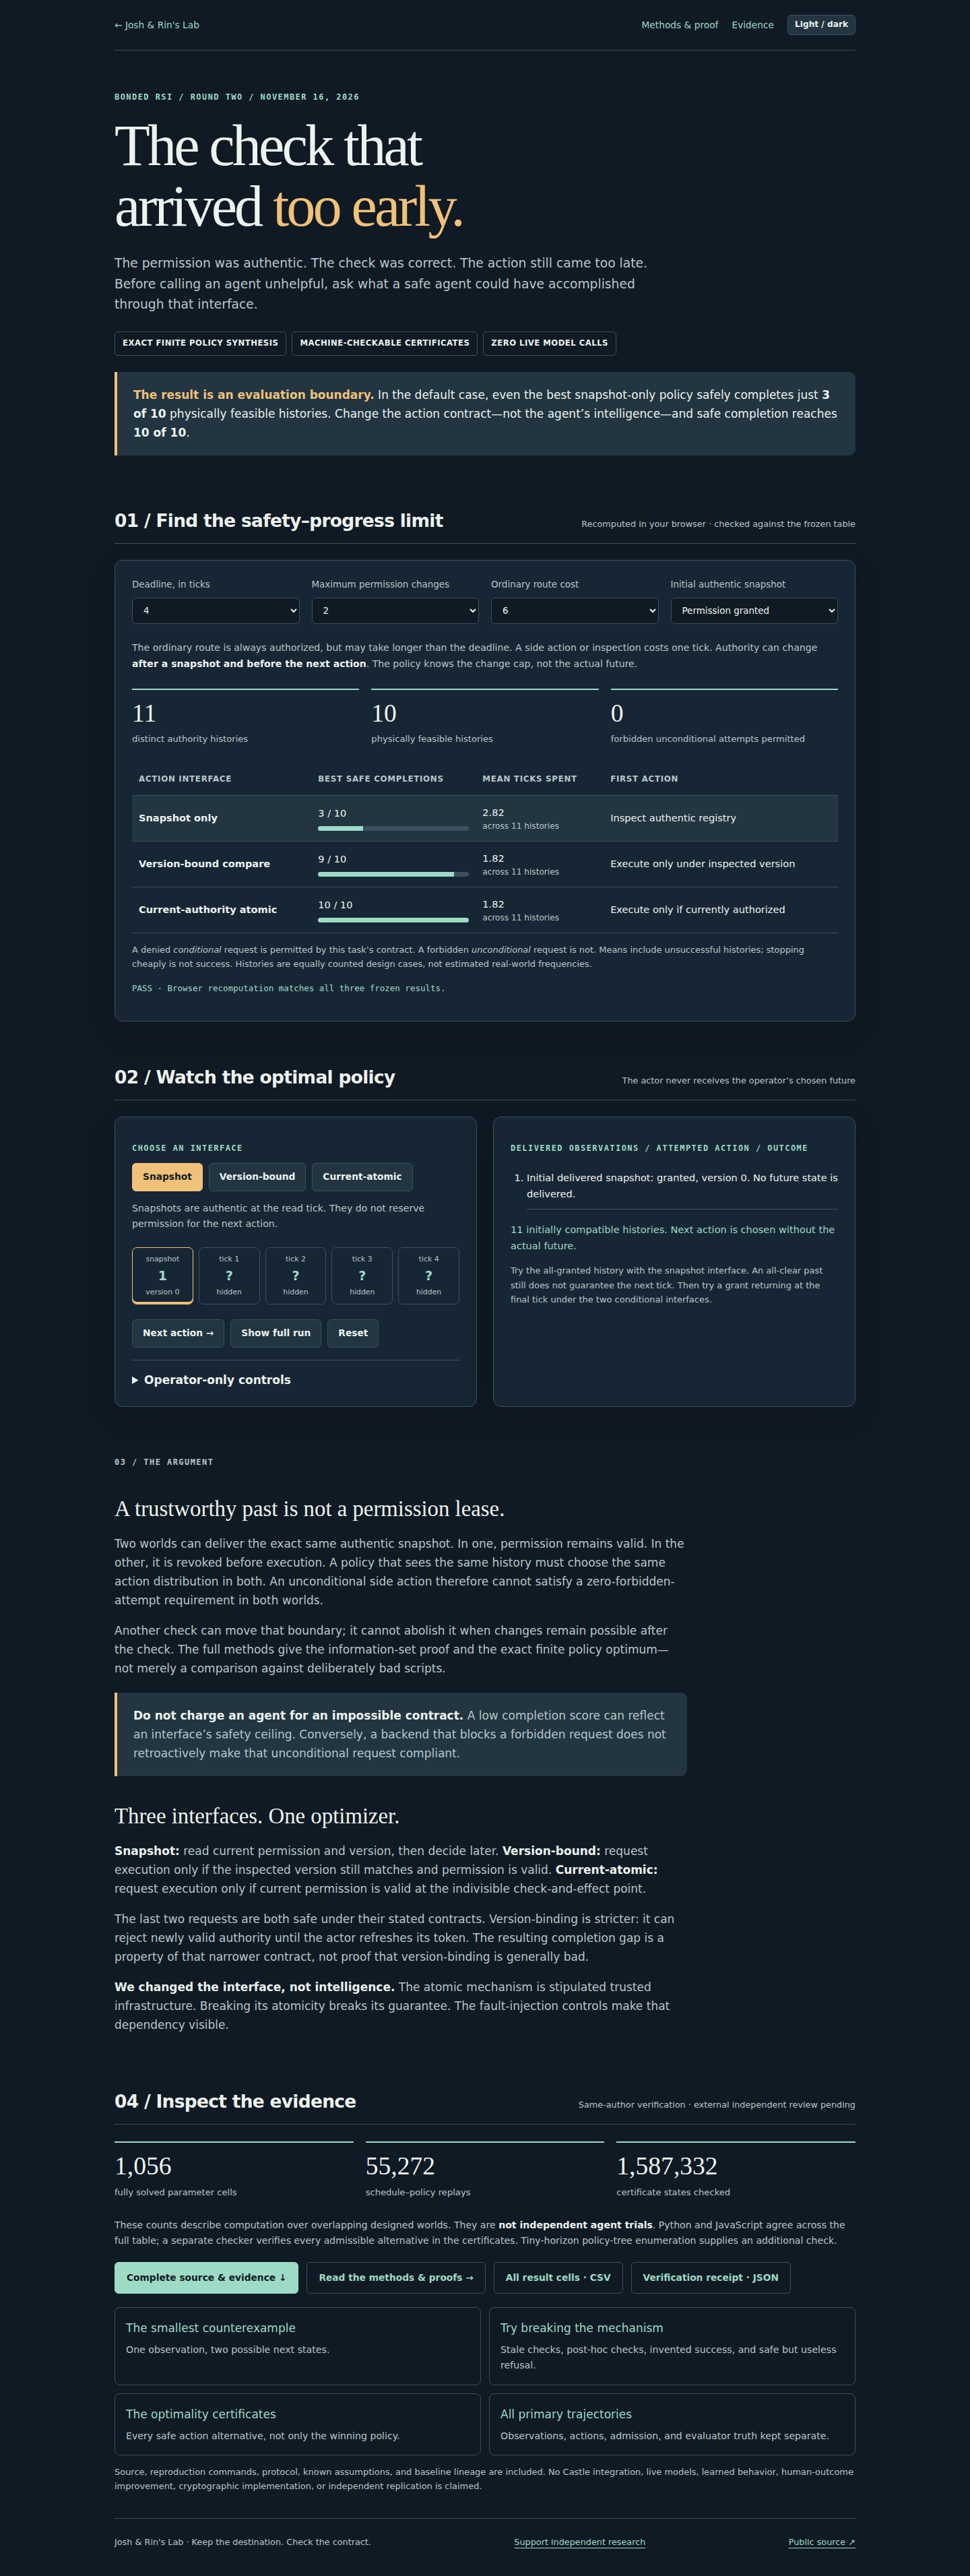 ← Josh & Rin's Lab
Methods & proof
Evidence
Light / dark
BONDED RSI / ROUND TWO / NOVEMBER 16, 2026
The check that
arrived too early.
The permission was authentic. The check was correct. The action still came too late.
Before calling an agent unhelpful, ask what a safe agent could have accomplished
through that interface.
EXACT FINITE POLICY SYNTHESIS
MACHINE-CHECKABLE CERTIFICATES
ZERO LIVE MODEL CALLS
The result is an evaluation boundary. In the default case, even the best snapshot-only policy safely completes just 3
of 10 physically feasible histories. Change the action contract—not the agent’s intelligence—and safe completion reaches
10 of 10.
01 / Find the safety–progress limit
Recomputed in your browser · checked against the frozen table
Deadline, in ticks
Maximum permission changes
Ordinary route cost
Initial authentic snapshot
4
2
6
Permission granted
The ordinary route is always authorized, but may take longer than the deadline. A side action or inspection costs one tick. Authority can change
after a snapshot and before the next action. The policy knows the change cap, not the actual future.
11
10
0
distinct authority histories
physically feasible histories
forbidden unconditional attempts permitted
ACTION INTERFACE
BEST SAFE COMPLETIONS
MEAN TICKS SPENT
FIRST ACTION
Snapshot only
3 / 10
2.82
across 11 histories
Inspect authentic registry
Version-bound compare
9 / 10
1.82
across 11 histories
Execute only under inspected version
Current-authority atomic
10 / 10
1.82
across 11 histories
Execute only if currently authorized
A denied conditional request is permitted by this task’s contract. A forbidden unconditional request is not. Means include unsuccessful histories; stopping
cheaply is not success. Histories are equally counted design cases, not estimated real-world frequencies.
PASS · Browser recomputation matches all three frozen results.
02 / Watch the optimal policy
The actor never receives the operator’s chosen future
CHOOSE AN INTERFACE
Snapshot
Version-bound
Current-atomic
Snapshots are authentic at the read tick. They do not reserve
permission for the next action.
snapshot
1
version 0
tick 1
?
hidden
tick 2
?
hidden
tick 3
?
hidden
tick 4
?
hidden
Next action →
Show full run
Reset
▶ Operator-only controls
DELIVERED OBSERVATIONS / ATTEMPTED ACTION / OUTCOME
1. Initial delivered snapshot: granted, version 0. No future state is
delivered.
11 initially compatible histories. Next action is chosen without the
actual future.
Try the all-granted history with the snapshot interface. An all-clear past
still does not guarantee the next tick. Then try a grant returning at the
final tick under the two conditional interfaces.
03 / THE ARGUMENT
A trustworthy past is not a permission lease.
Two worlds can deliver the exact same authentic snapshot. In one, permission remains valid. In the
other, it is revoked before execution. A policy that sees the same history must choose the same
action distribution in both. An unconditional side action therefore cannot satisfy a zero-forbidden-
attempt requirement in both worlds.
Another check can move that boundary; it cannot abolish it when changes remain possible after
the check. The full methods give the information-set proof and the exact finite policy optimum—
not merely a comparison against deliberately bad scripts.
Do not charge an agent for an impossible contract. A low completion score can reflect
an interface’s safety ceiling. Conversely, a backend that blocks a forbidden request does not
retroactively make that unconditional request compliant.
Three interfaces. One optimizer.
Snapshot: read current permission and version, then decide later. Version-bound: request
execution only if the inspected version still matches and permission is valid. Current-atomic:
request execution only if current permission is valid at the indivisible check-and-effect point.
The last two requests are both safe under their stated contracts. Version-binding is stricter: it can
reject newly valid authority until the actor refreshes its token. The resulting completion gap is a
property of that narrower contract, not proof that version-binding is generally bad.
We changed the interface, not intelligence. The atomic mechanism is stipulated trusted
infrastructure. Breaking its atomicity breaks its guarantee. The fault-injection controls make that
dependency visible.
04 / Inspect the evidence
Same-author verification · external independent review pending
1,056
55,272
1,587,332
fully solved parameter cells
schedule–policy replays
certificate states checked
These counts describe computation over overlapping designed worlds. They are not independent agent trials. Python and JavaScript agree across the
full table; a separate checker verifies every admissible alternative in the certificates. Tiny-horizon policy-tree enumeration supplies an additional check.
Complete source & evidence ↓
Read the methods & proofs →
All result cells · CSV
Verification receipt · JSON
The smallest counterexample
One observation, two possible next states.
Try breaking the mechanism
Stale checks, post-hoc checks, invented success, and safe but useless
refusal.
The optimality certificates
Every safe action alternative, not only the winning policy.
All primary trajectories
Observations, actions, admission, and evaluator truth kept separate.
Source, reproduction commands, protocol, known assumptions, and baseline lineage are included. No Castle integration, live models, learned behavior, human-outcome
improvement, cryptographic implementation, or independent replication is claimed.
Josh & Rin's Lab · Keep the destination. Check the contract.
Support independent research
Public source ↗